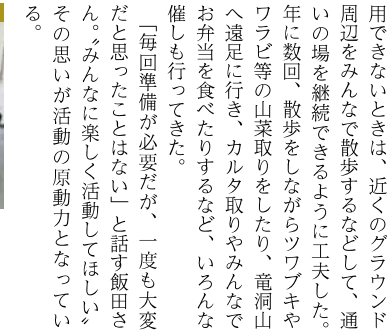 用できないときは、近くのグラウンド
周辺をみんなで散歩するなどして、通
いの場を継続できるように工夫した。
年に数回、散歩をしながらツワブキや
ワラビ等の山菜取りをしたり、竜洞山
へ遠足に行き、カルタ取りやみんなで
お弁当を食べたりするなど、いろんな
催しも行ってきた。
「毎回準備が必要だが、一度も大変
だと思ったことはない」と話す飯田さ
ん。〝みんなに楽しく活動してほしい〟
その思いが活動の原動力となってい
る。